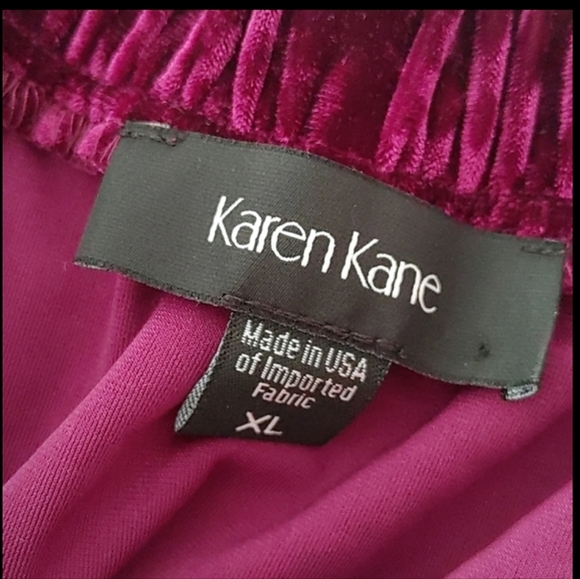 Karen Kane
Made in USA
of Imported
Fabric
XL